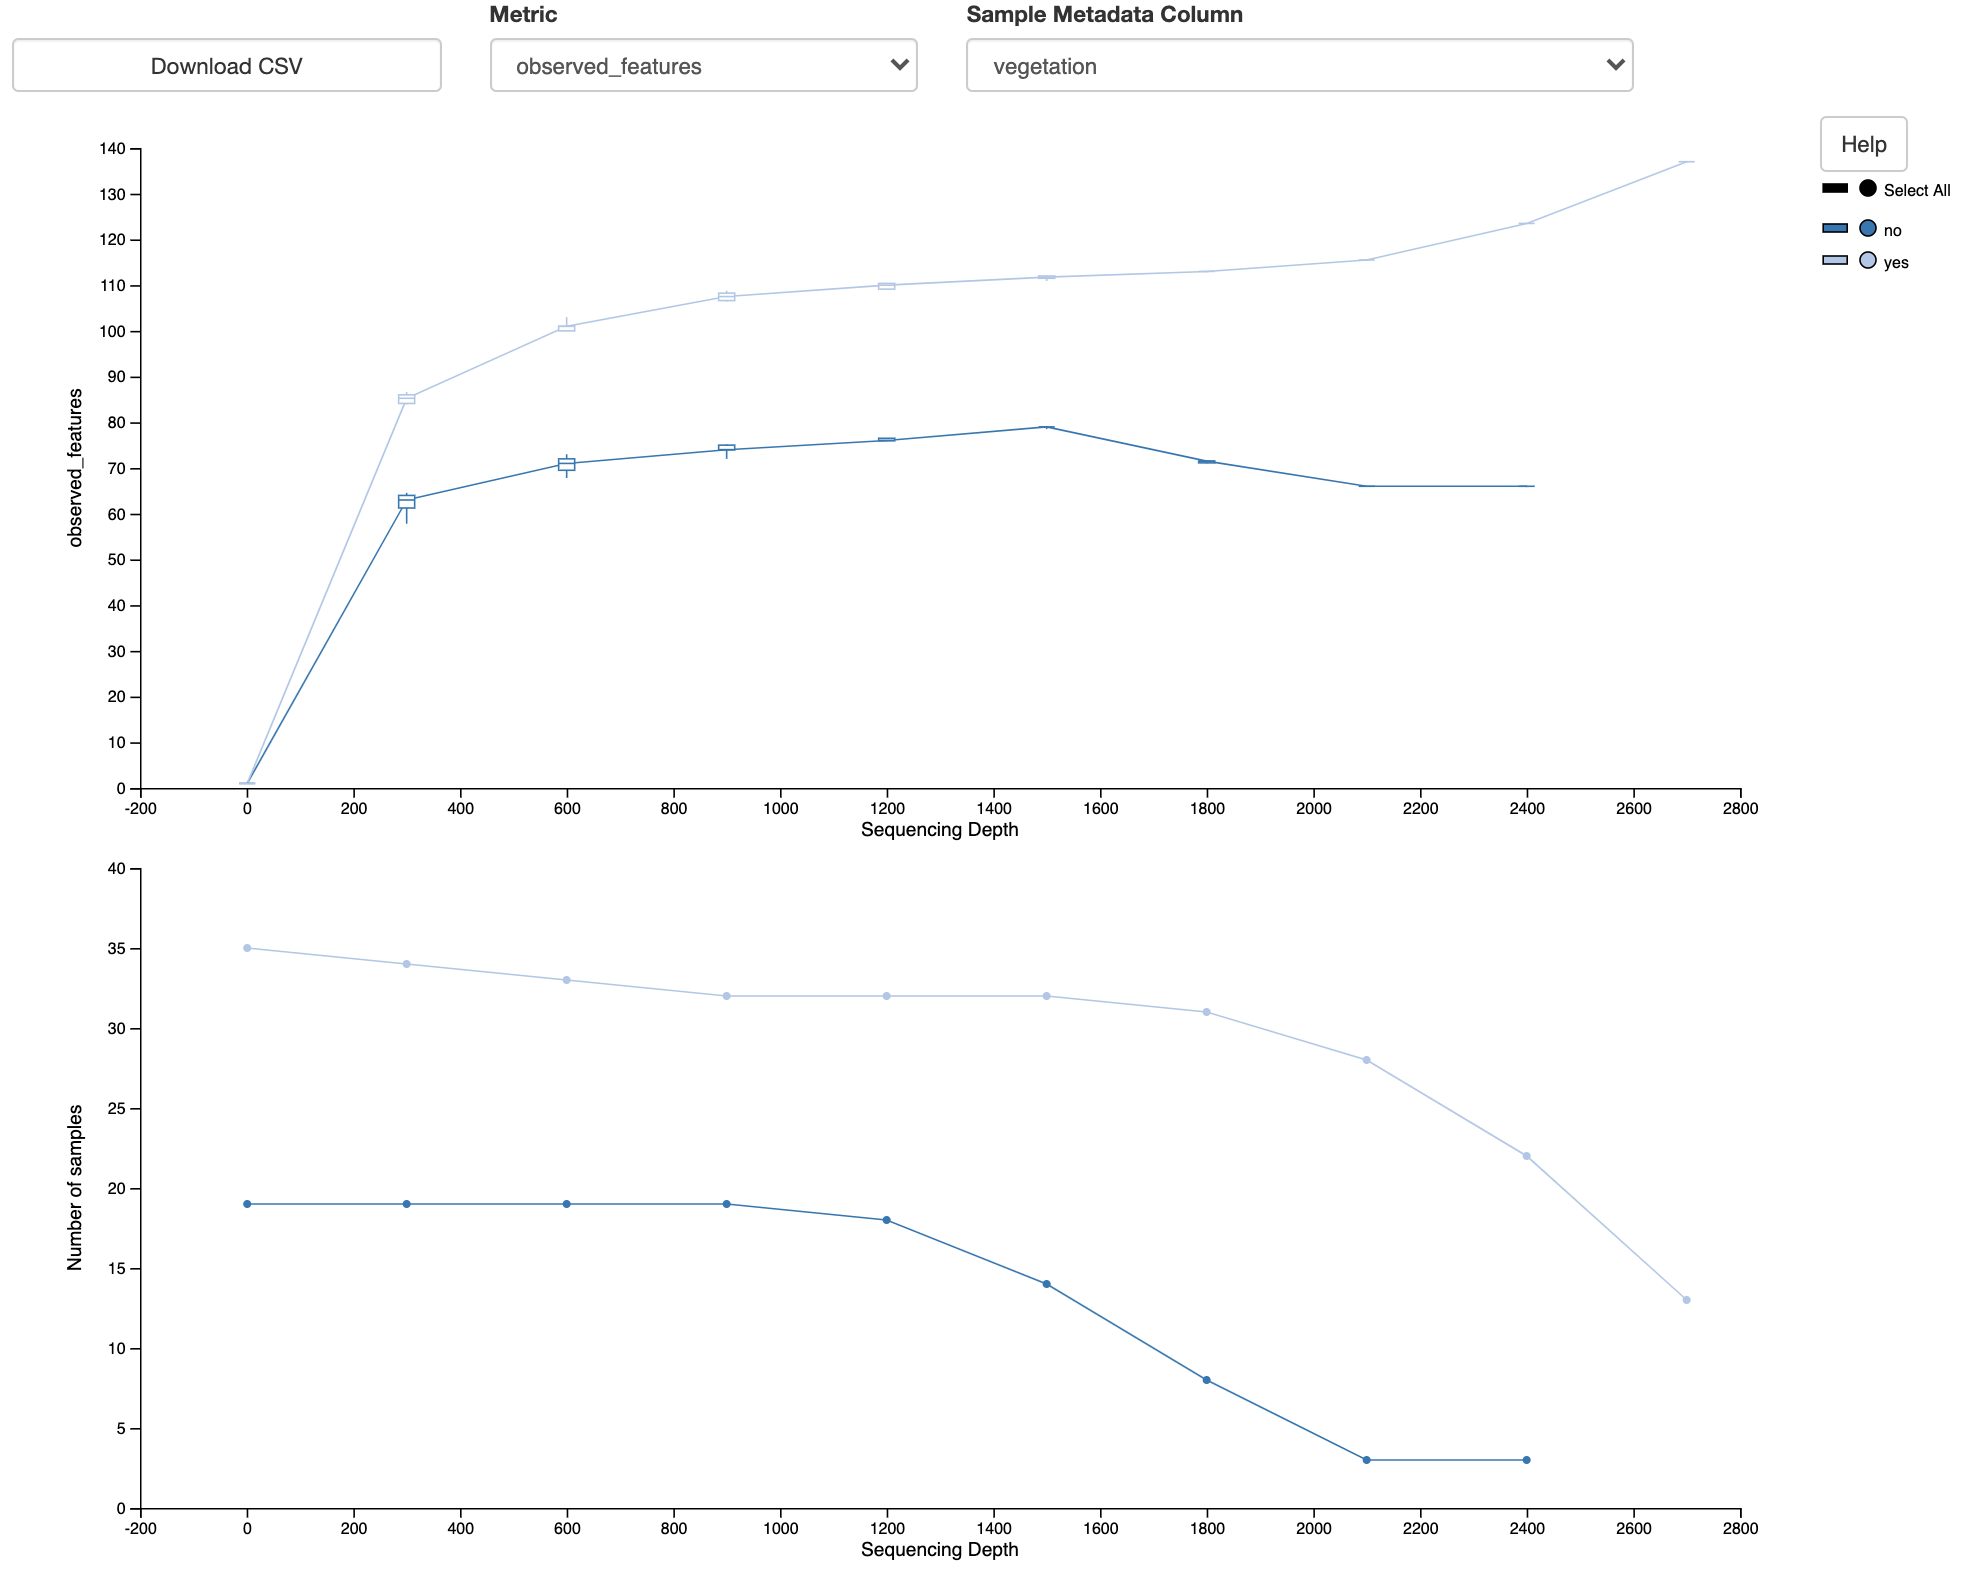 Metric
Sample Metadata Column
Download CSV
observed_features
vegetation
Help
Select All
no
yes
140
130
120
110
100
90
80
70
60
50
40
30
20
10
0
observed_features
-200 0 200 400 600 800 1000 1200 1400 1600 1800 2000 2200 2400 2600 2800
Sequencing Depth
40
35
30
25
20
15
10
5
0
Number of samples
-200 0 200 400 600 800 1000 1200 1400 1600 1800 2000 2200 2400 2600 2800
Sequencing Depth